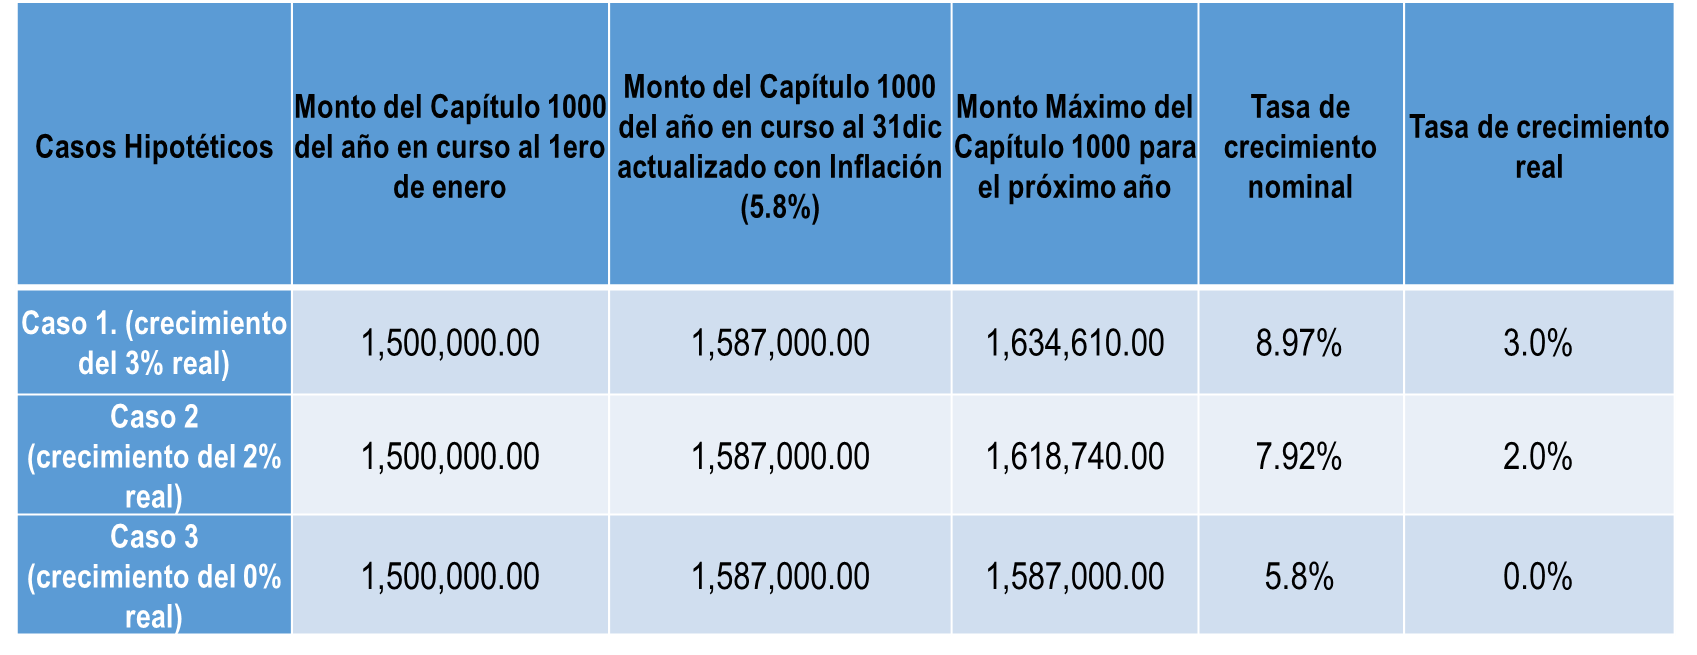 Casos Hipotéticos
Monto del Capítulo 1000
del año en curso al 1ero
de enero
Monto del Capítulo 1000
del año en curso al 31dic
actualizado con Inflación
(5.8%)
Monto Máximo del
Capítulo 1000 para
el próximo año
Tasa de
crecimiento
nominal
Tasa de crecimiento
real
Caso 1. (crecimiento
del 3% real)
1,500,000.00
1,587,000.00
1,634,610.00
8.97%
3.0%
Caso 2
(crecimiento del 2%
real)
1,500,000.00
1,587,000.00
1,618,740.00
7.92%
2.0%
Caso 3
(crecimiento del 0%
real)
1,500,000.00
1,587,000.00
1,587,000.00
5.8%
0.0%